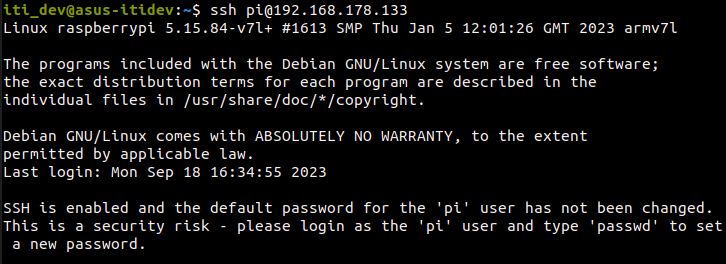 iti_dev@asus-itidev:~$ ssh pi@192.168.178.133
Linux raspberrypi 5.15.84-v7l+ #1613 SMP Thu Jan 5 12:01:26 GMT 2023 armv7l

The programs included with the Debian GNU/Linux system are free software;
the exact distribution terms for each program are described in the
individual files in /usr/share/doc/*/copyright.

Debian GNU/Linux comes with ABSOLUTELY NO WARRANTY, to the extent
permitted by applicable law.
Last login: Mon Sep 18 16:34:55 2023

SSH is enabled and the default password for the 'pi' user has not been changed.
This is a security risk - please login as the 'pi' user and type 'passwd' to set
 a new password.